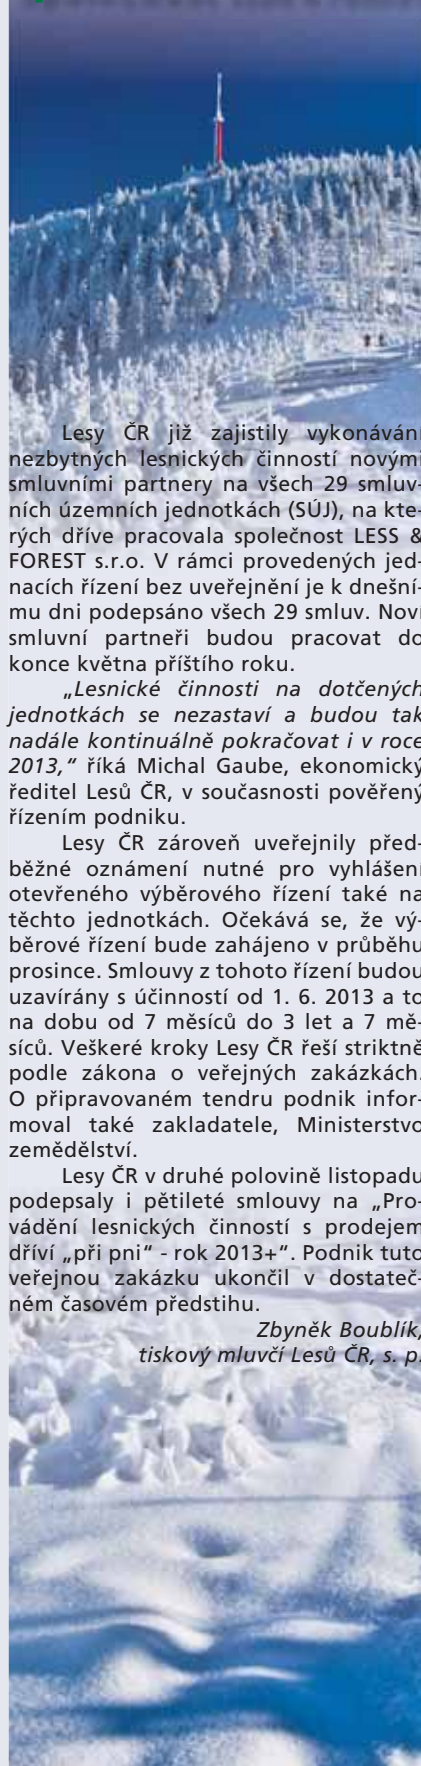 Lesy ČR již zajistily vykonávání
nezbytných lesnických činností novými
smluvními partnery na všech 29 smluv-
ních územních jednotkách (SÚJ), na kte-
rých dříve pracovala společnost LESS &
FOREST s.r.o. V rámci provedených jed-
nacích řízení bez uveřejnění je k dnešní-
mu dni podepsáno všech 29 smluv. Noví
smluvní partneři budou pracovat do
konce května příštího roku.
„Lesnické činnosti na dotčených
jednotkách se nezastaví a budou tak
nadále kontinuálně pokračovat i v roce
2013,“ říká Michal Gaube, ekonomický
ředitel Lesů ČR, v současnosti pověřený
řízením podniku.
Lesy ČR zároveň uveřejnily před-
běžné oznámení nutné pro vyhlášení
otevřeného výběrového řízení také na
těchto jednotkách. Očekává se, že vý-
běrové řízení bude zahájeno v průběhu
prosince. Smlouvy z tohoto řízení budou
uzavírány s účinností od 1. 6. 2013 a to
na dobu od 7 měsíců do 3 let a 7 mě-
síců. Veškeré kroky Lesy ČR řeší striktně
podle zákona o veřejných zakázkách.
O připravovaném tendru podnik infor-
moval také zakladatele, Ministerstvo
zemědělství.
Lesy ČR v druhé polovině listopadu
podepsaly i pětileté smlouvy na „Pro-
vádění lesnických činností s prodejem
dříví „při pni“ - rok 2013+“. Podnik tuto
veřejnou zakázku ukončil v dostateč-
ném časovém předstihu.
Zbyněk Boublík,
tiskový mluvčí Lesů ČR, s. p.